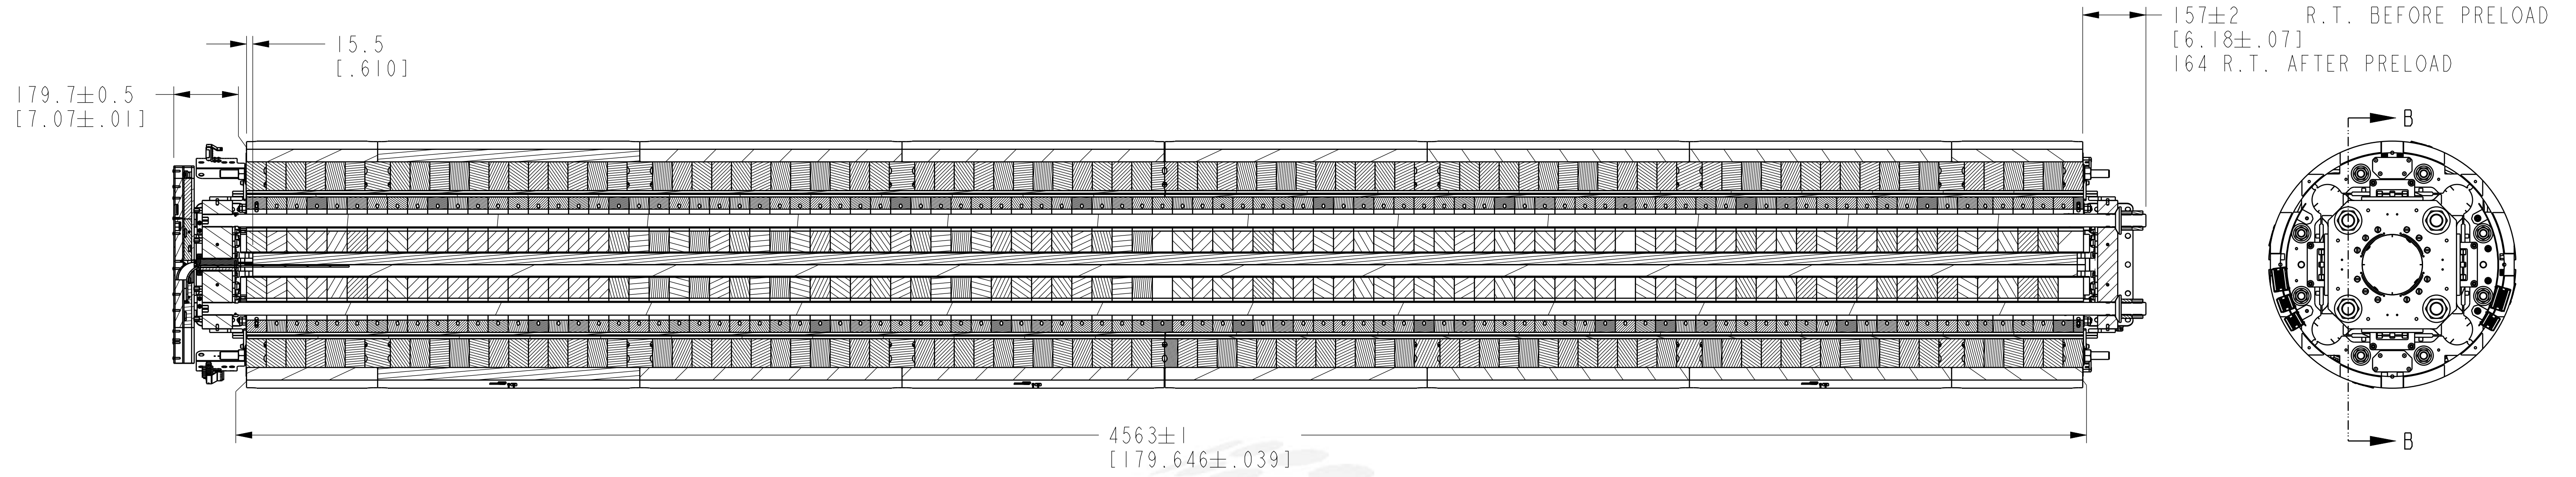 157±2 R.T. BEFORE PRELOAD
[6.18±.07]
164 R.T. AFTER PRELOAD
15.5
[.610]
179.7±0.5
[7.07±.01]
B
4563±1
[179.646±.039]
B